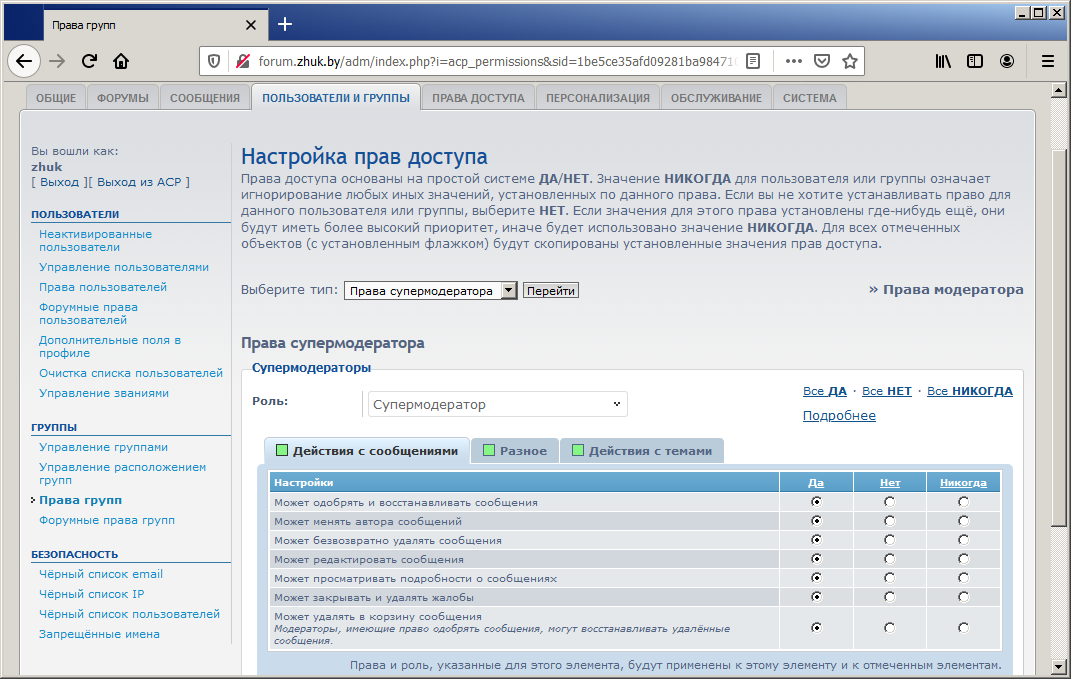 Права групп
forum.zhuk.by/adm/index.php?i=acp_permissions&sid=1be5ce35afd09281ba98471
ОБЩИЕ
ФОРУМЫ
СООБЩЕНИЯ
ПОЛЬЗОВАТЕЛИ И ГРУППЫ
ПРАВА ДОСТУПА
ПЕРСОНАЛИЗАЦИЯ
ОБСЛУЖИВАНИЕ
СИСТЕМА
Вы вошли как:
zhuk
[ Выход ][ Выход из ACP ]
ПОЛЬЗОВАТЕЛИ
Неактивированные
пользователи
Управление пользователями
Права пользователей
Форумные права
пользователей
Дополнительные поля в
профиле
Очистка списка пользователей
Управление званиями
ГРУППЫ
Управление группами
Управление расположением
групп
Права групп
Форумные права групп
БЕЗОПАСНОСТЬ
Чёрный список email
Чёрный список IP
Чёрный список пользователей
Запрещённые имена
Настройка прав доступа
Права доступа основаны на простой системе ДА/НЕТ. Значение НИКОГДА для пользователя или группы означает
игнорирование любых иных значений, установленных по данного права. Если вы не хотите устанавливать право для
данного пользователя или группы, выберите НЕТ. Если значения для этого права установлены где-нибудь ещё, они
будут иметь более высокий приоритет, иначе будет использовано значение НИКОГДА. Для всех отмеченных
объектов (с установленным флажком) будут скопированы установленные значения прав доступа.
Выберите тип: Права супермодератора Перейти
» Права модератора
Права супермодератора
Супермодераторы
Роль: Супермодератор
Все ДА · Все НЕТ · Все НИКОГДА
Подробнее
Действия с сообщениями
Разное
Действия с темами
Настройки Да Нет Никогда
Может одобрять и восстанавливать сообщения
Может менять автора сообщений
Может безвозвратно удалять сообщения
Может редактировать сообщения
Может просматривать подробности о сообщениях
Может закрывать и удалять жалобы
Может удалять в корзину сообщения
Модераторы, имеющие право одобрять сообщения, могут восстанавливать удалённые
сообщения.
Права и роль, указанные для этого элемента, будут применены к этому элементу и к отмеченным элементам.